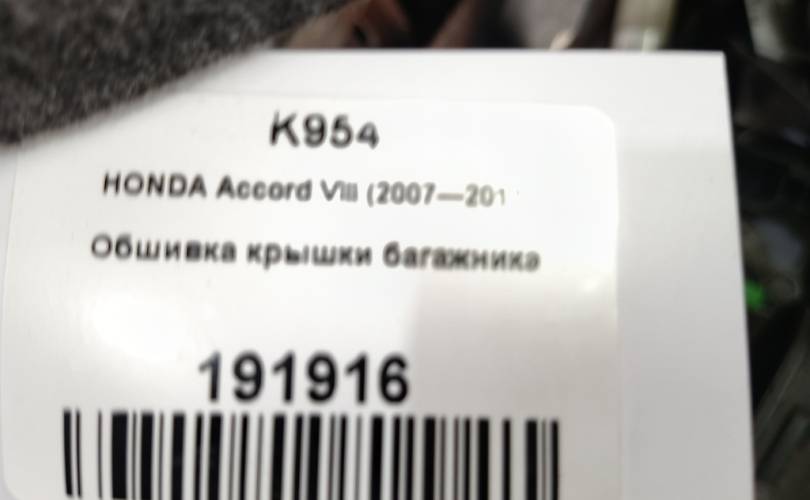 K954
HONDA Accord VIII (2007—201
Обшивка крышки багажника
191916